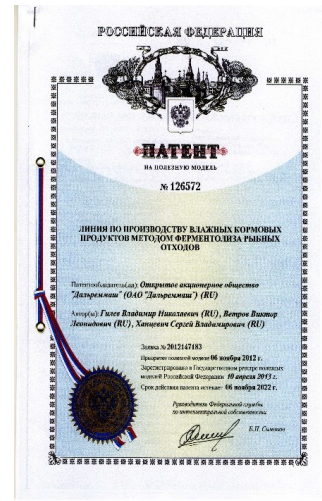 РОССИЙСКАЯ ФЕДЕРАЦИЯ
ПАТЕНТ
НА ПОЛЕЗНУЮ МОДЕЛЬ
№ 126572
ЛИНИЯ ПО ПРОИЗВОДСТВУ ВЛАЖНЫХ КОРМОВЫХ
ПРОДУКТОВ МЕТОДОМ ФЕРМЕНТОЛИЗА РЫБНЫХ
ОТХОДОВ
Патентообладатель(ли): Открытое акционерное общество
"Дальреммаш" (ОАО "Дальреммаш") (RU)
Автор(ы): Гилев Владимир Николаевич (RU), Ветров Виктор
Леонидович (RU), Ханцевич Сергей Владимирович (RU)
Заявка № 2012147183
Приоритет полезной модели 06 ноября 2012 г.
Зарегистрировано в Государственном реестре полезных
моделей Российской Федерации 10 апреля 2013 г.
Срок действия патента истекает 06 ноября 2022 г.
Руководитель Федеральной службы
по интеллектуальной собственности
Б.П. Симонов